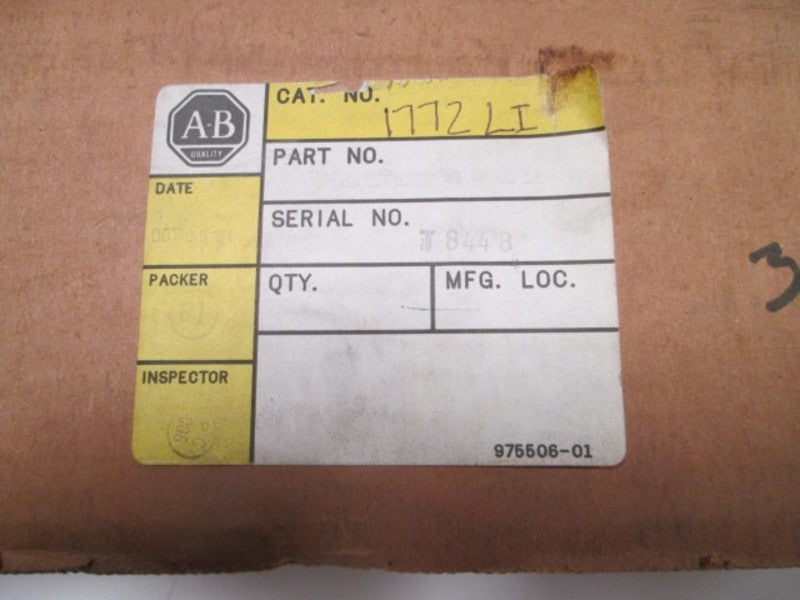 A-B
QUALITY
CAT. NO.
1772 LI
PART NO.
DATE
SERIAL NO.
PACKER
QTY.
MFG. LOC.
INSPECTOR
975506-01
3